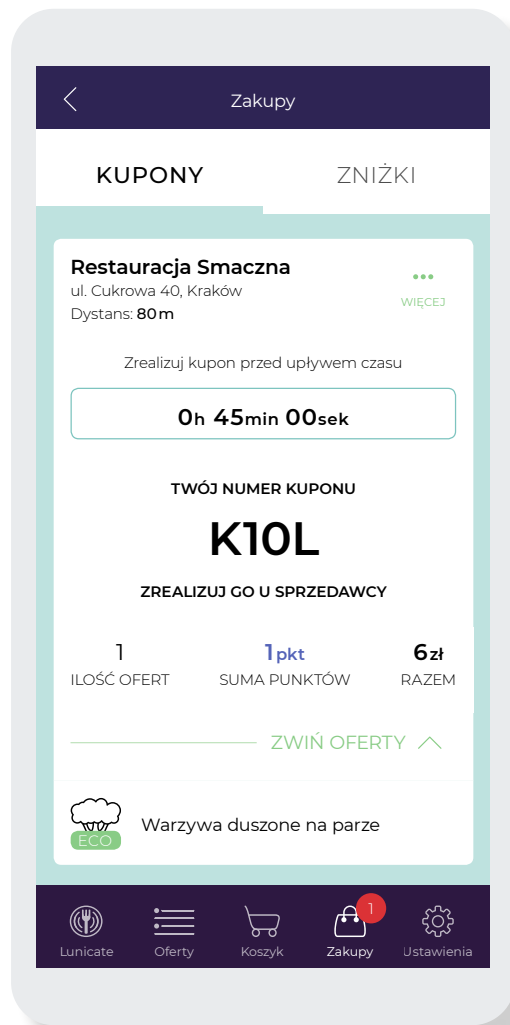 Zakupy
KUPONY ZNIŻKI
Restauracja Smaczna
ul. Cukrowa 40, Kraków
Dystans: 80m
WIĘCEJ
Zrealizuj kupon przed upływem czasu
0h 45min 00sek
TWÓJ NUMER KUPONU
K10L
ZREALIZUJ GO U SPRZEDAWCY
1 1pkt 6zł
ILOŚĆ OFERT SUMA PUNKTÓW RAZEM
ZWIŃ OFERTY
ECO
Warzywa duszone na parze
1
Lunicate Oferty Koszyk Zakupy Ustawienia